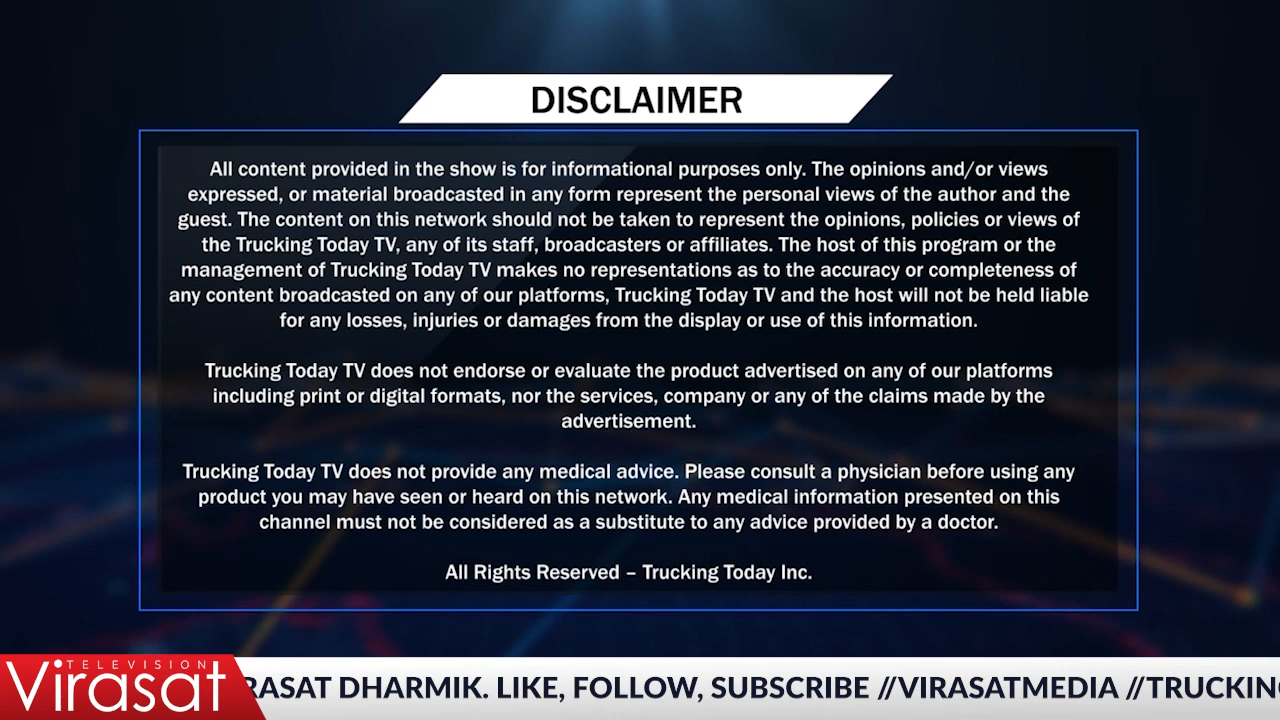 DISCLAIMER
All content provided in the show is for informational purposes only. The opinions and/or views
expressed, or material broadcasted in any form represent the personal views of the author and the
guest. The content on this network should not be taken to represent the opinions, policies or views of
the Trucking Today TV, any of its staff, broadcasters or affiliates. The host of this program or the
management of Trucking Today TV makes no representations as to the accuracy or completeness of
any content broadcasted on any of our platforms, Trucking Today TV and the host will not be held liable
for any losses, injuries or damages from the display or use of this information.
Trucking Today TV does not endorse or evaluate the product advertised on any of our platforms
including print or digital formats, nor the services, company or any of the claims made by the
advertisement.
Trucking Today TV does not provide any medical advice. Please consult a physician before using any
product you may have seen or heard on this network. Any medical information presented on this
channel must not be considered as a substitute to any advice provided by a doctor.
All Rights Reserved – Trucking Today Inc.
TELEVISION
Virasat
RASAT DHARMIK. LIKE, FOLLOW, SUBSCRIBE //VIRASATMEDIA //TRUCKIN